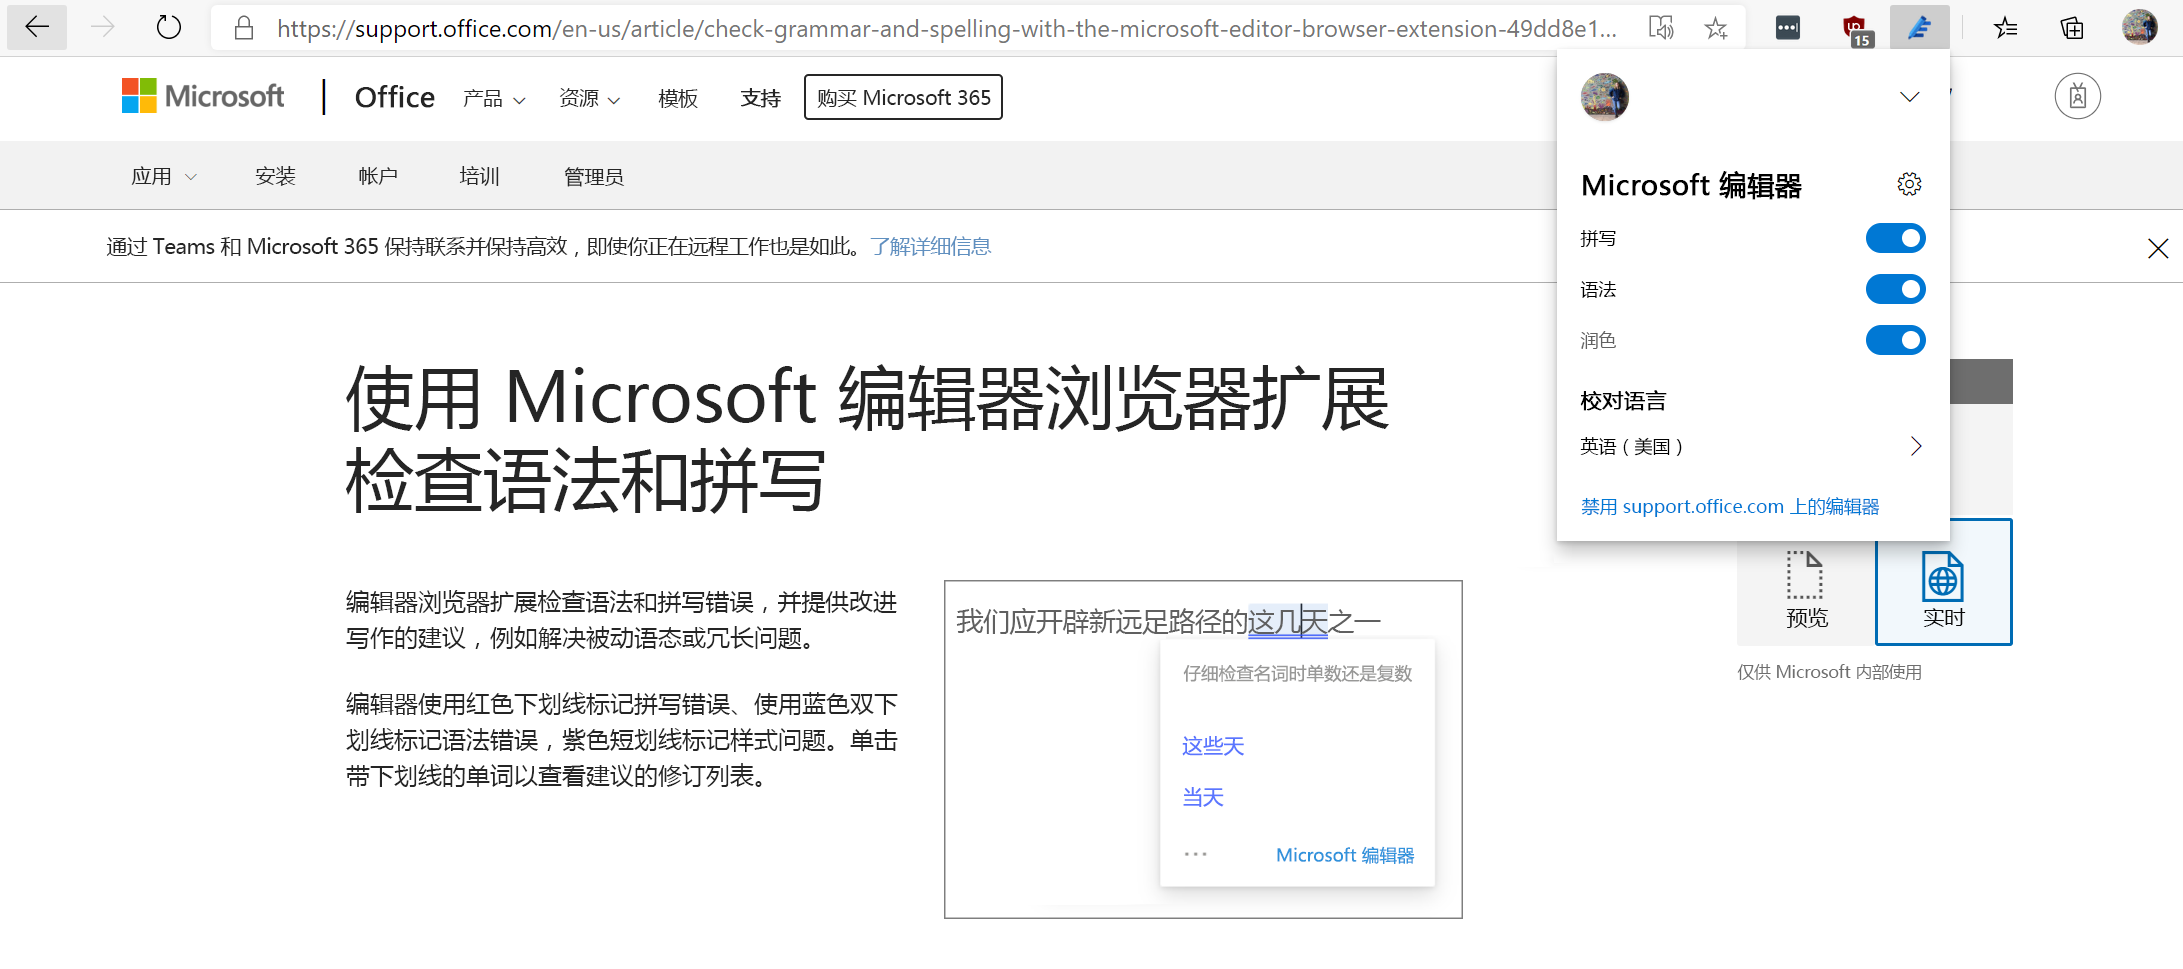 https://support.office.com/en-us/article/check-grammar-and-spelling-with-the-microsoft-editor-browser-extension-49dd8e1...
15
Microsoft Office 产品 资源 模板 支持 购买 Microsoft 365
应用 安装 帐户 培训 管理员
通过 Teams 和 Microsoft 365 保持联系并保持高效，即使你正在远程工作也是如此。了解详细信息
Microsoft 编辑器
拼写
语法
润色
校对语言
英语（美国）
禁用 support.office.com 上的编辑器
使用 Microsoft 编辑器浏览器扩展
检查语法和拼写
编辑器浏览器扩展检查语法和拼写错误，并提供改进
写作的建议，例如解决被动语态或冗长问题。
编辑器使用红色下划线标记拼写错误、使用蓝色双下
划线标记语法错误，紫色短划线标记样式问题。单击
带下划线的单词以查看建议的修订列表。
我们应开辟新远足路径的这几天之一
仔细检查名词时单数还是复数
这些天
当天
Microsoft 编辑器
预览 实时
仅供 Microsoft 内部使用